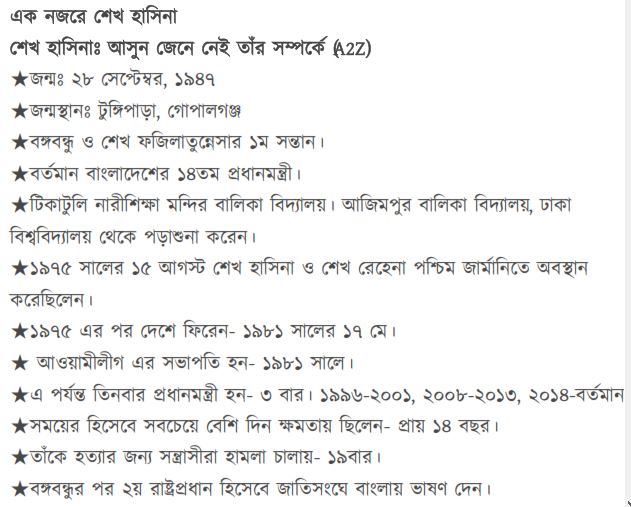 এক নজরে শেখ হাসিনা
শেখ হাসিনাঃ আসুন জেনে নেই তাঁর সম্পর্কে (A2Z)
★জন্মঃ ২৮ সেপ্টেম্বর, ১৯৪৭
★জন্মস্থানঃ টুঙ্গিপাড়া, গোপালগঞ্জ
★বঙ্গবন্ধু ও শেখ ফজিলাতুন্নেসার ১ম সন্তান।
★বর্তমান বাংলাদেশের ১৪তম প্রধানমন্ত্রী।
★টিকাটুলি নারীশিক্ষা মন্দির বালিকা বিদ্যালয়। আজিমপুর বালিকা বিদ্যালয়, ঢাকা
বিশ্ববিদ্যালয় থেকে পড়াশুনা করেন।
★১৯৭৫ সালের ১৫ আগস্ট শেখ হাসিনা ও শেখ রেহেনা পশ্চিম জার্মানিতে অবস্থান
করেছিলেন।
★১৯৭৫ এর পর দেশে ফিরেন- ১৯৮১ সালের ১৭ মে।
★ আওয়ামীলীগ এর সভাপতি হন- ১৯৮১ সালে।
★এ পর্যন্ত তিনবার প্রধানমন্ত্রী হন- ৩ বার। ১৯৯৬-২০০১, ২০০৮-২০১৩, ২০১৪-বর্তমান
★সময়ের হিসেবে সবচেয়ে বেশি দিন ক্ষমতায় ছিলেন- প্রায় ১৪ বছর।
★তাঁকে হত্যার জন্য সন্ত্রাসীরা হামলা চালায়- ১৯বার।
★বঙ্গবন্ধুর পর ২য় রাষ্ট্রপ্রধান হিসেবে জাতিসংঘে বাংলায় ভাষণ দেন।